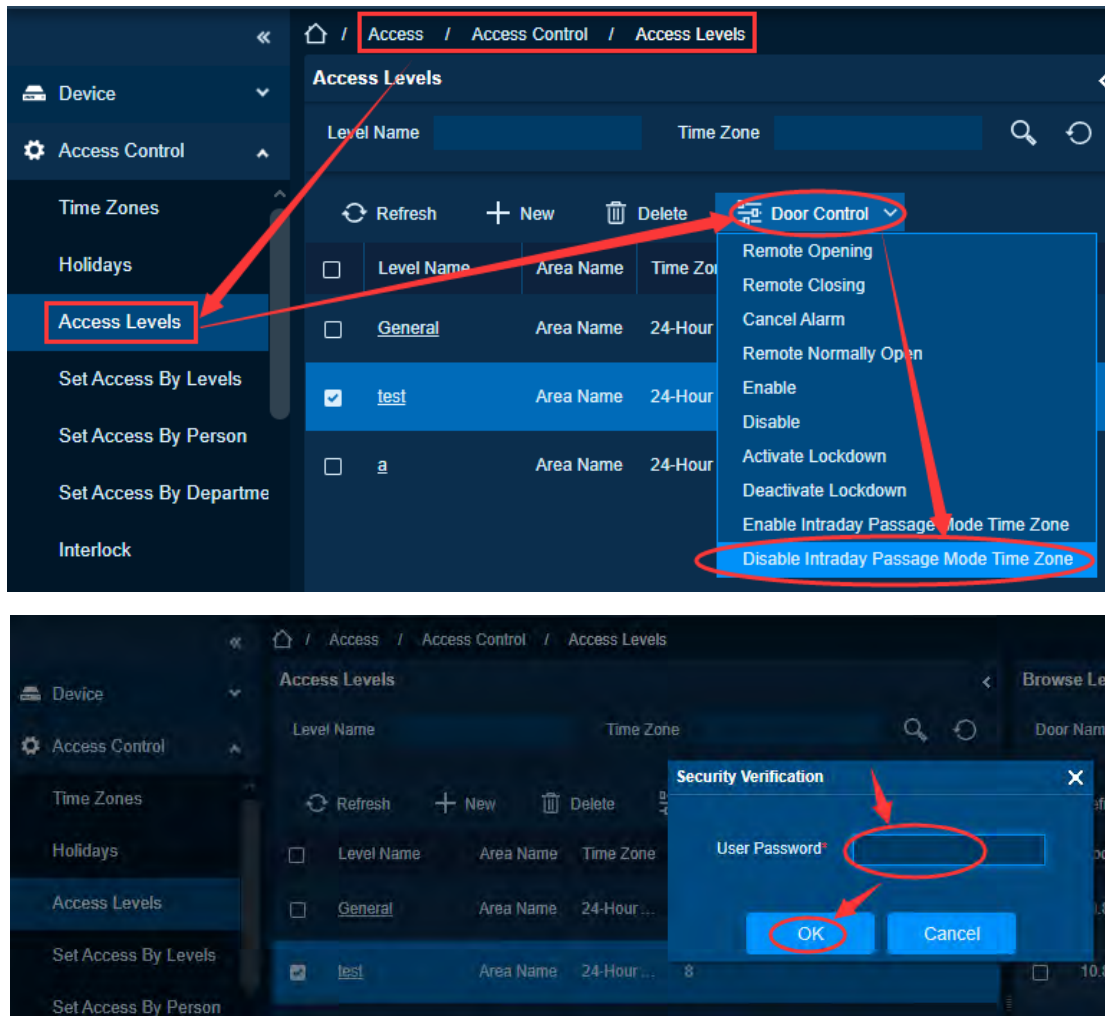 / Access / Access Control / Access Levels
Device
Access Control
Time Zones
Holidays
Access Levels
Set Access By Levels
Set Access By Person
Set Access By Departme
Interlock
Access Levels
Level Name Time Zone
Refresh New Delete Door Control
Level Name Area Name Time Zo
General Area Name 24-Hour
test Area Name 24-Hour
a Area Name 24-Hour
Remote Opening
Remote Closing
Cancel Alarm
Remote Normally Open
Enable
Disable
Activate Lockdown
Deactivate Lockdown
Enable Intraday Passage Mode Time Zone
Disable Intraday Passage Mode Time Zone
/ Access / Access Control / Access Levels
Device
Access Control
Time Zones
Holidays
Access Levels
Set Access By Levels
Set Access By Person
Access Levels Browse Le
Level Name Time Zone Door Nam
Refresh New Delete
Level Name Area Name Time Zone
General Area Name 24-Hour ...
test Area Name 24-Hour ... 8
Security Verification
User Password*
OK Cancel